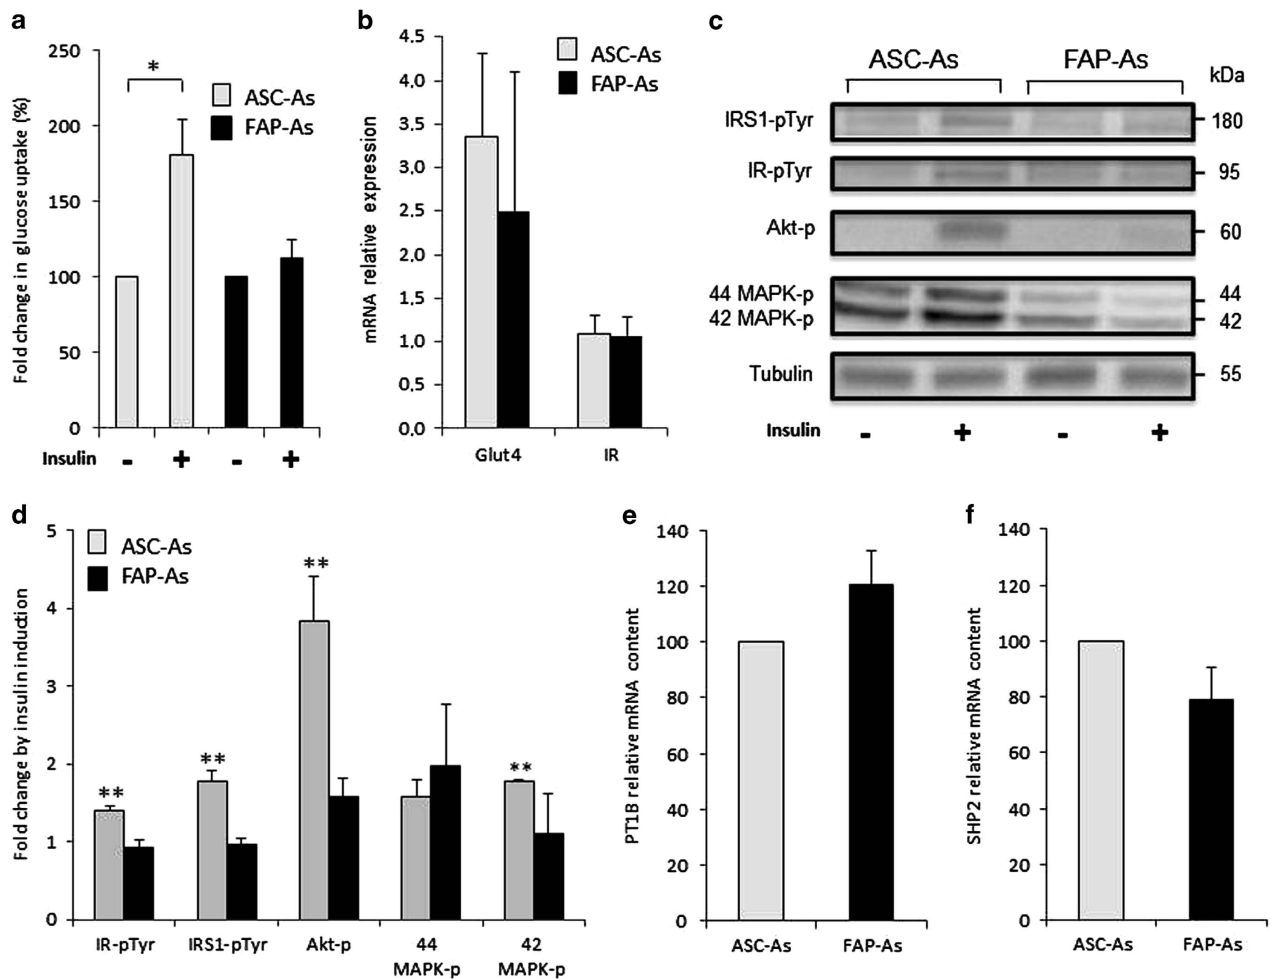 a
Fold change in glucose uptake (%)
250
200
150
100
50
0
*
ASC-As
FAP-As
Insulin - + - +
b
mRNA relative expression
4.5
4.0
3.5
3.0
2.5
2.0
1.5
1.0
0.5
0.0
ASC-As
FAP-As
Glut4 IR
c
ASC-As FAP-As
kDa
IRS1-pTyr 180
IR-pTyr 95
Akt-p 60
44 MAPK-p 44
42 MAPK-p 42
Tubulin 55
Insulin - + - +
d
Fold change by insulin induction
5
4
3
2
1
0
ASC-As
FAP-As
** ** ** **
IR-pTyr IRS1-pTyr Akt-p 44 42
MAPK-p MAPK-p
e
PT1B relative mRNA content
140
120
100
80
60
40
20
0
ASC-As FAP-As
f
SHP2 relative mRNA content
140
120
100
80
60
40
20
0
ASC-As FAP-As